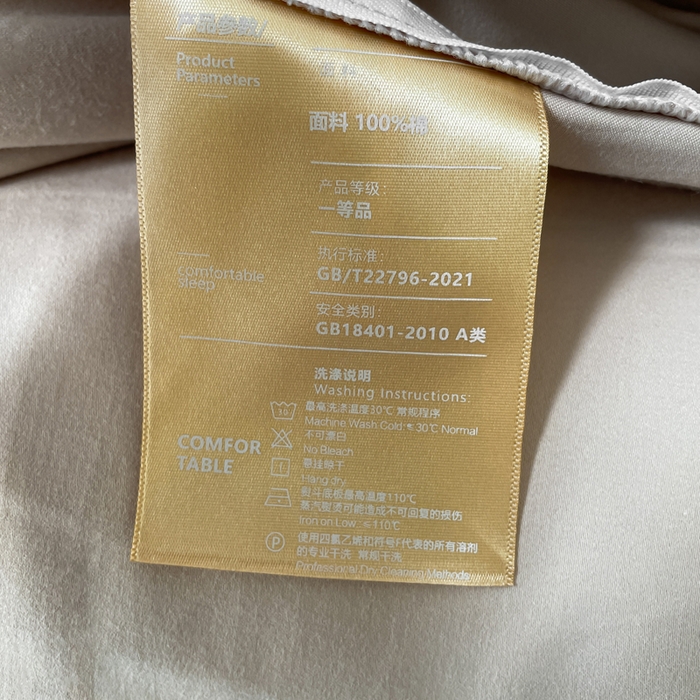 产品参数/
Product
Parameters
面料 100%棉
产品等级:
一等品
执行标准:
GB/T22796-2021
comfortable
sleep
安全类别:
GB18401-2010 A类
洗涤说明
Washing Instructions:
30
最高洗涤温度30℃ 常规程序
Machine Wash Cold:≤30℃ Normal
不可漂白
No Bleach
悬挂晾干
Hang dry
COMFOR
TABLE
熨斗底板最高温度110℃
蒸汽熨烫可能造成不可回复的损伤
Iron on Low :≤110℃
P
使用四氯乙烯和符号F代表的所有溶剂
的专业干洗 常规干洗
Professional Dry Cleaning Methods